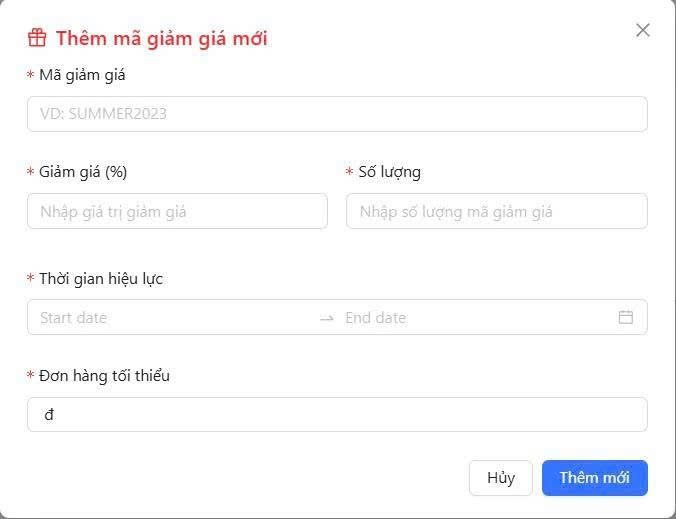 Thêm mã giảm giá mới
* Mã giảm giá
VD: SUMMER2023
* Giảm giá (%)
* Số lượng
Nhập giá trị giảm giá
Nhập số lượng mã giảm giá
* Thời gian hiệu lực
Start date → End date
* Đơn hàng tối thiểu
đ
Hủy
Thêm mới